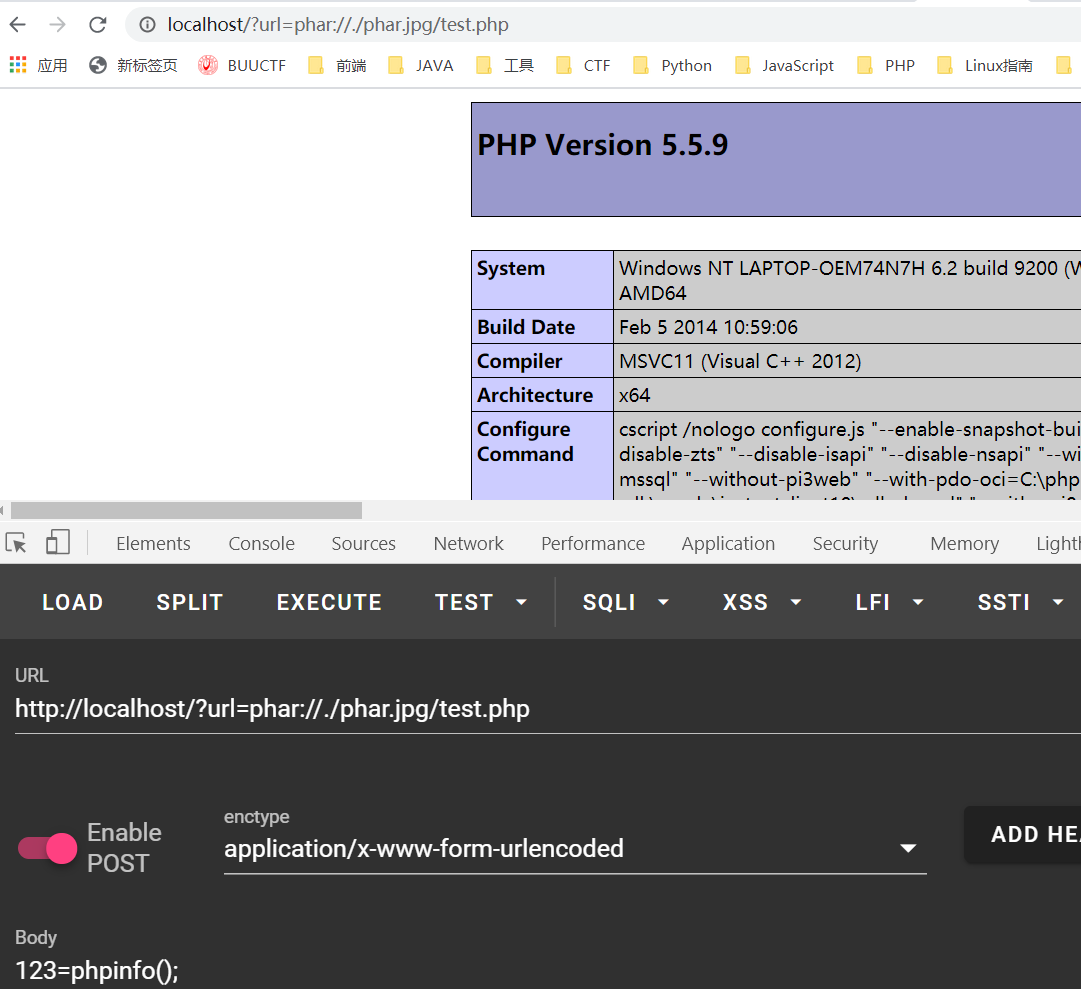 localhost/?url=phar://./phar.jpg/test.php
应用 新标签页 BUUCTF 前端 JAVA 工具 CTF Python JavaScript PHP Linux指南
PHP Version 5.5.9
System Windows NT LAPTOP-OEM74N7H 6.2 build 9200 (W
AMD64
Build Date Feb 5 2014 10:59:06
Compiler MSVC11 (Visual C++ 2012)
Architecture x64
Configure cscript /nologo configure.js "--enable-snapshot-bui
Command disable-zts" "--disable-isapi" "--disable-nsapi" "--wi
mssql" "--without-pi3web" "--with-pdo-oci=C:\php
Elements Console Sources Network Performance Application Security Memory Lighth
LOAD SPLIT EXECUTE TEST SQLI XSS LFI SSTI
URL
http://localhost/?url=phar://./phar.jpg/test.php
Enable
POST
enctype
application/x-www-form-urlencoded
ADD HEA
Body
123=phpinfo();